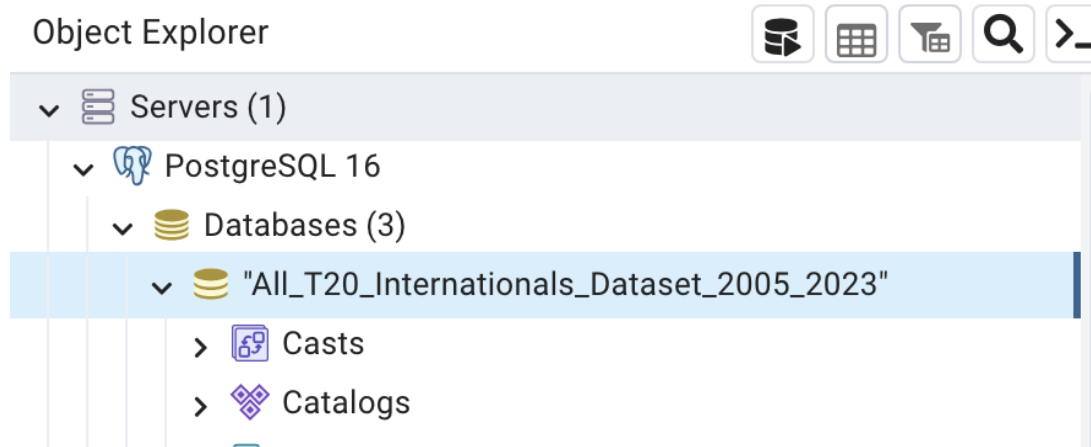 Object Explorer
Servers (1)
PostgreSQL 16
Databases (3)
"All_T20_Internationals_Dataset_2005_2023"
Casts
Catalogs